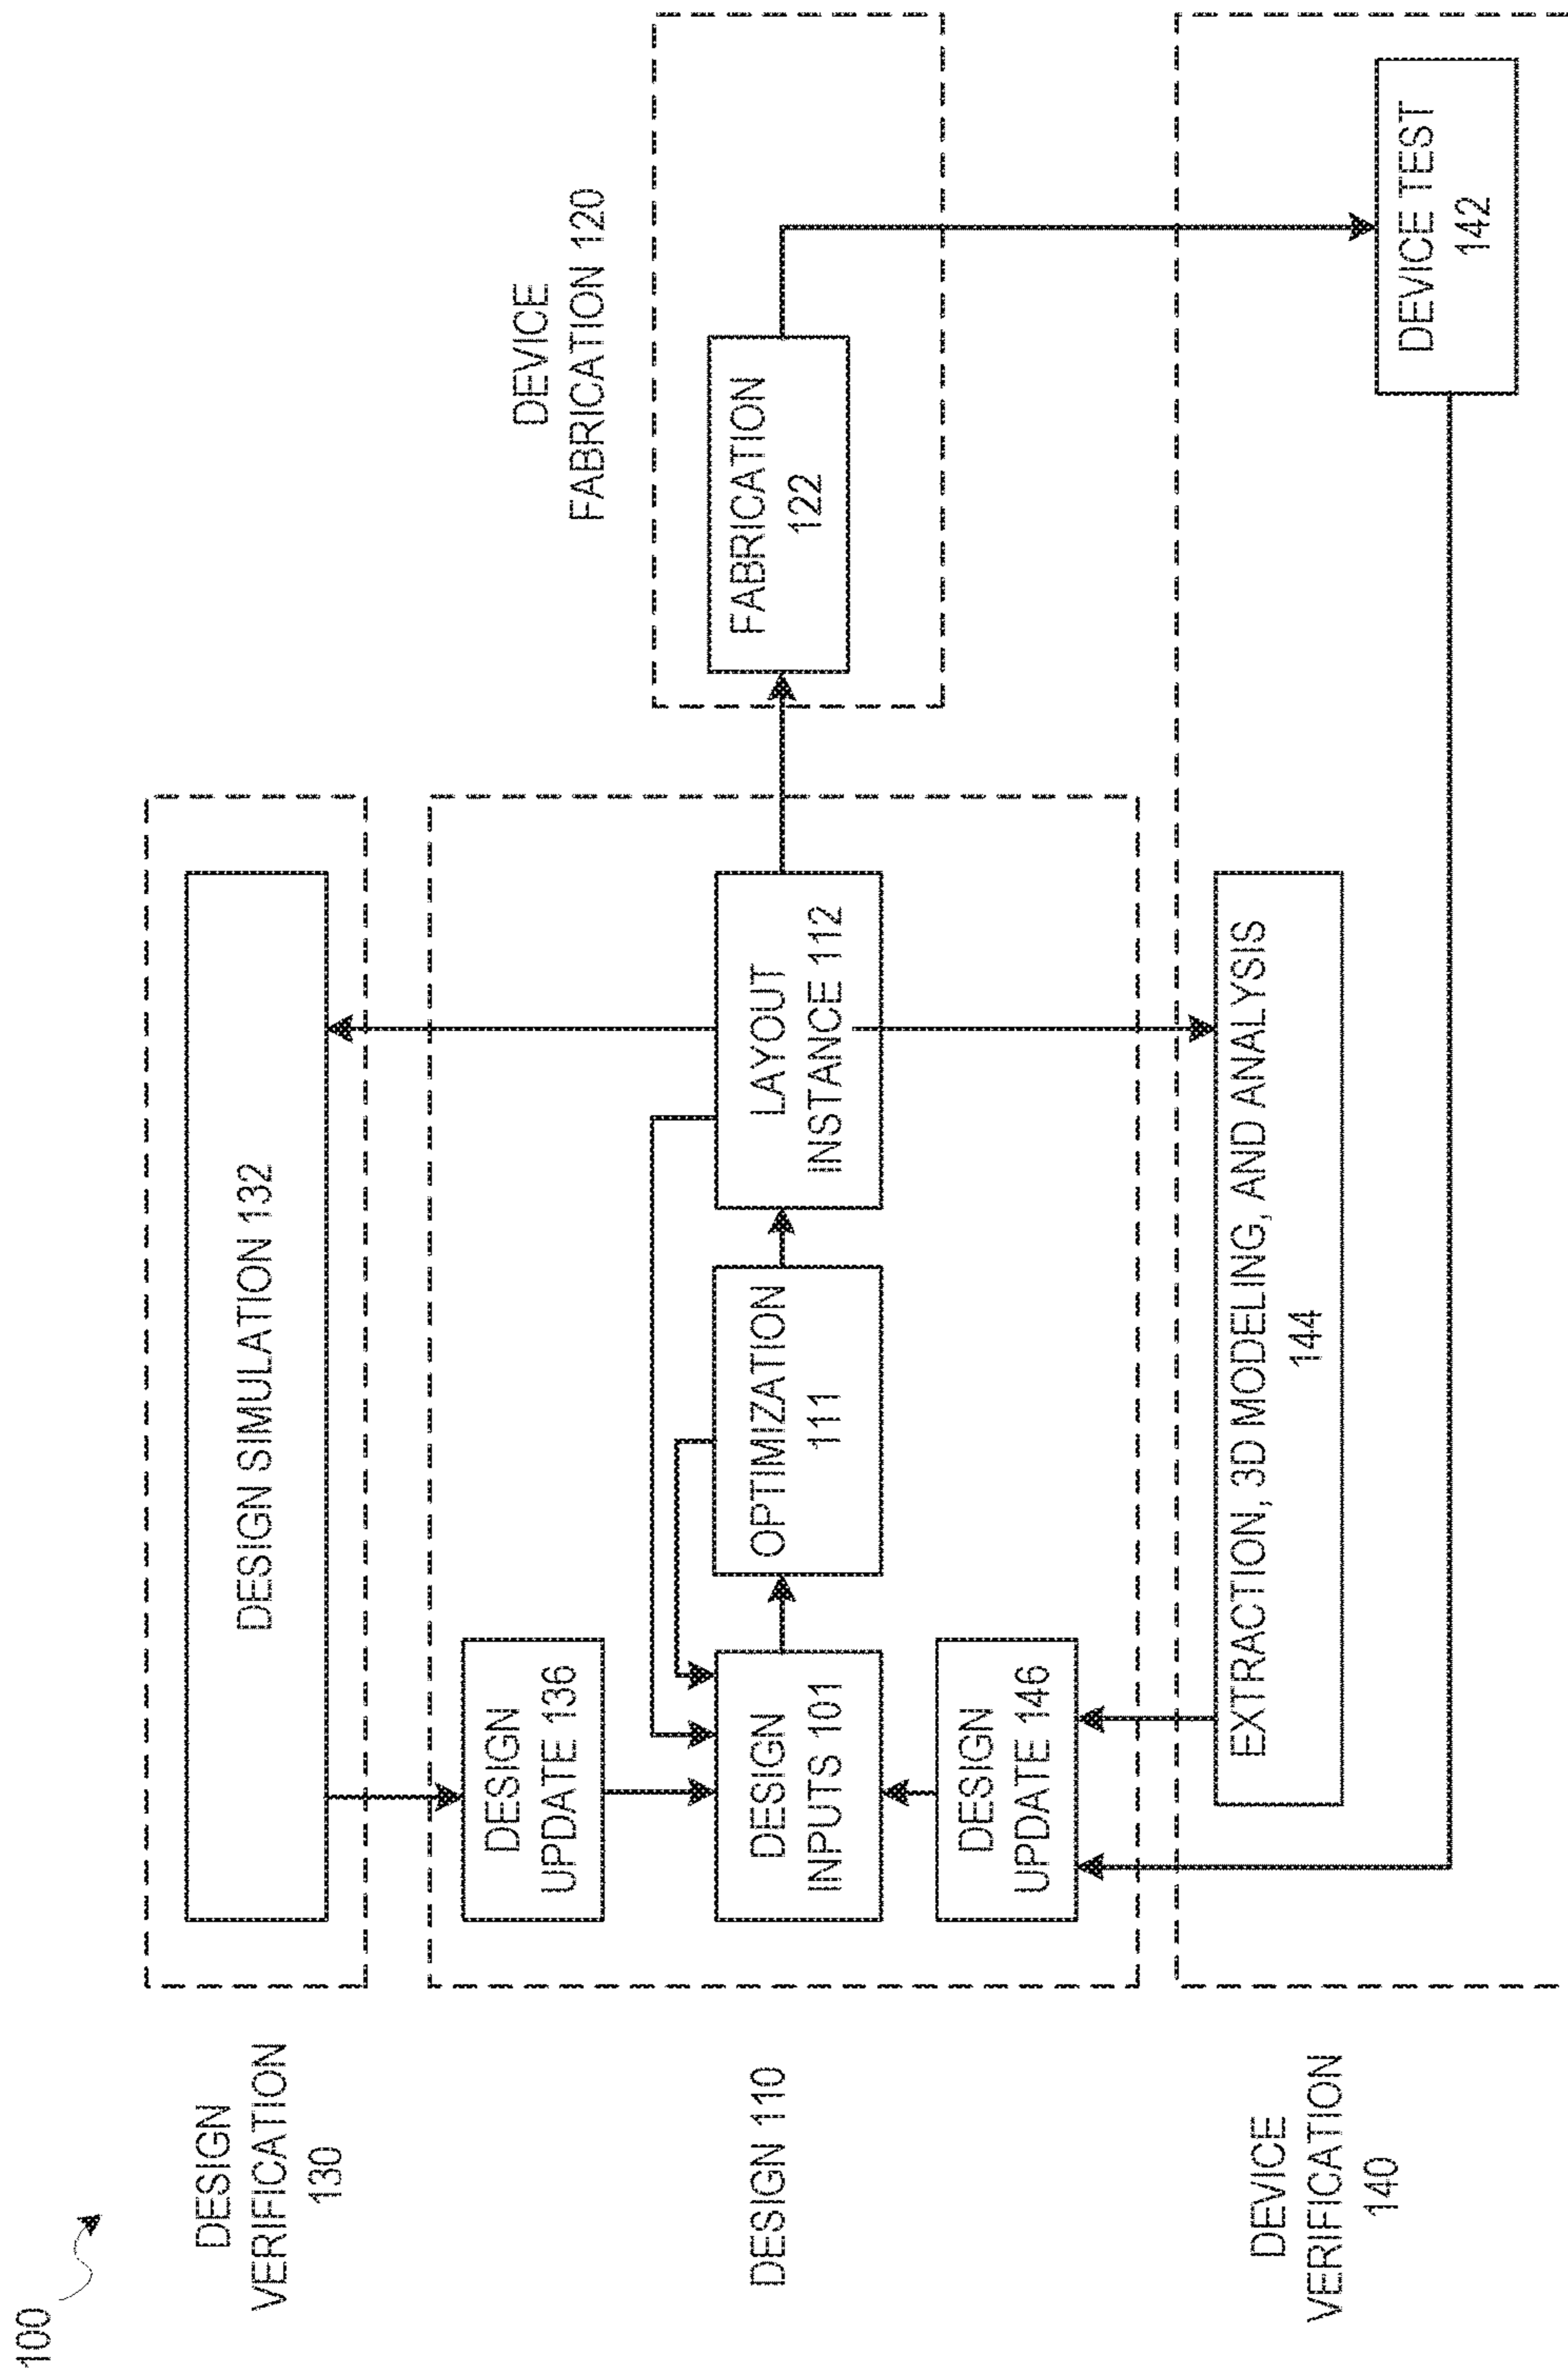 100
DESIGN
VERIFICATION
130
DESIGN SIMULATION 132
DEVICE
FABRICATION 120
DESIGN 110
DESIGN
UPDATE 136
DESIGN
INPUTS 101
OPTIMIZATION
111
LAYOUT
INSTANCE 112
FABRICATION
122
DESIGN
UPDATE 146
DEVICE
VERIFICATION
140
EXTRACTION, 3D MODELING, AND ANALYSIS
144
DEVICE TEST
142